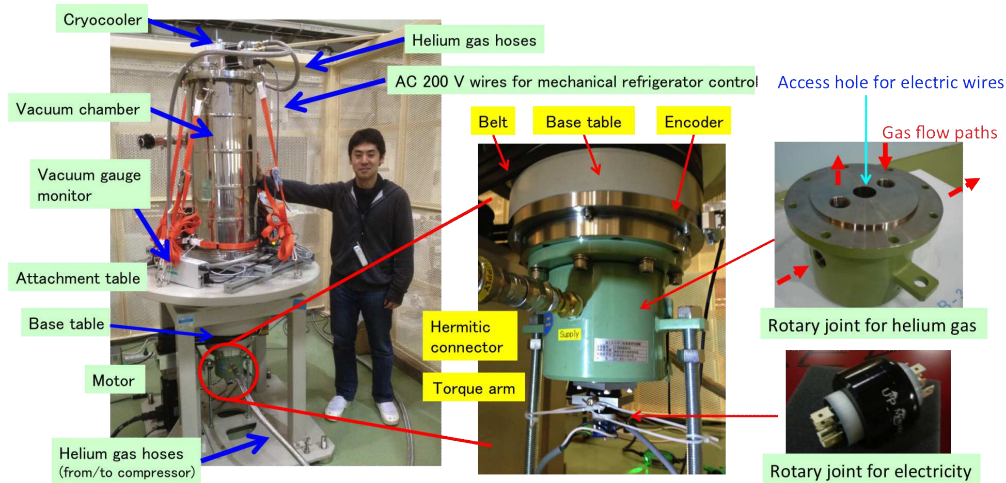 Cryocooler
Helium gas hoses
AC 200 V wires for mechanical refrigerator control
Vacuum chamber
Vacuum gauge
monitor
Attachment table
Base table
Motor
Helium gas hoses
(from/to compressor)
Belt
Base table
Encoder
Hermitic
connector
Torque arm
Supply
Access hole for electric wires
Gas flow paths
Rotary joint for helium gas
Rotary joint for electricity